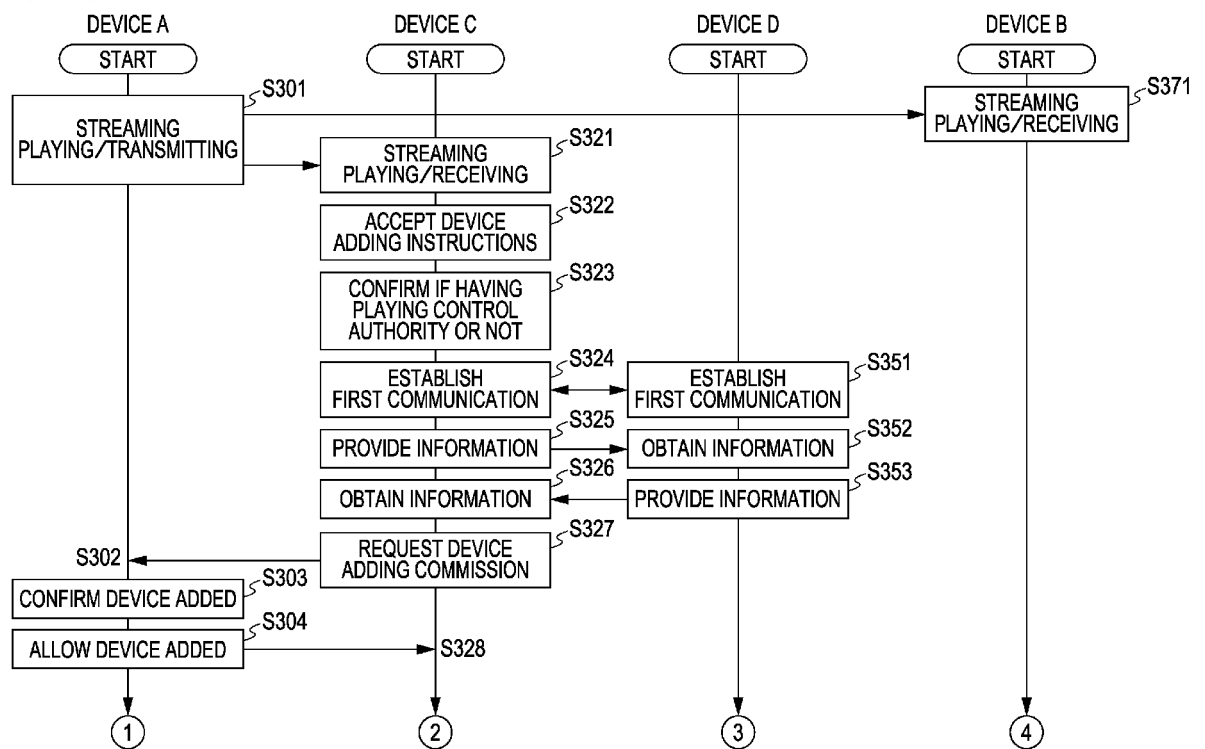 DEVICE A
DEVICE C
DEVICE D
DEVICE B
START
START
START
START
S301
STREAMING
PLAYING/TRANSMITTING
S371
STREAMING
PLAYING/RECEIVING
S321
STREAMING
PLAYING/RECEIVING
S322
ACCEPT DEVICE
ADDING INSTRUCTIONS
S323
CONFIRM IF HAVING
PLAYING CONTROL
AUTHORITY OR NOT
S324
ESTABLISH
FIRST COMMUNICATION
S351
ESTABLISH
FIRST COMMUNICATION
S325
PROVIDE INFORMATION
S352
OBTAIN INFORMATION
S326
OBTAIN INFORMATION
S353
PROVIDE INFORMATION
S327
REQUEST DEVICE
ADDING COMMISSION
S302
S303
CONFIRM DEVICE ADDED
S304
ALLOW DEVICE ADDED
S328
1
2
3
4